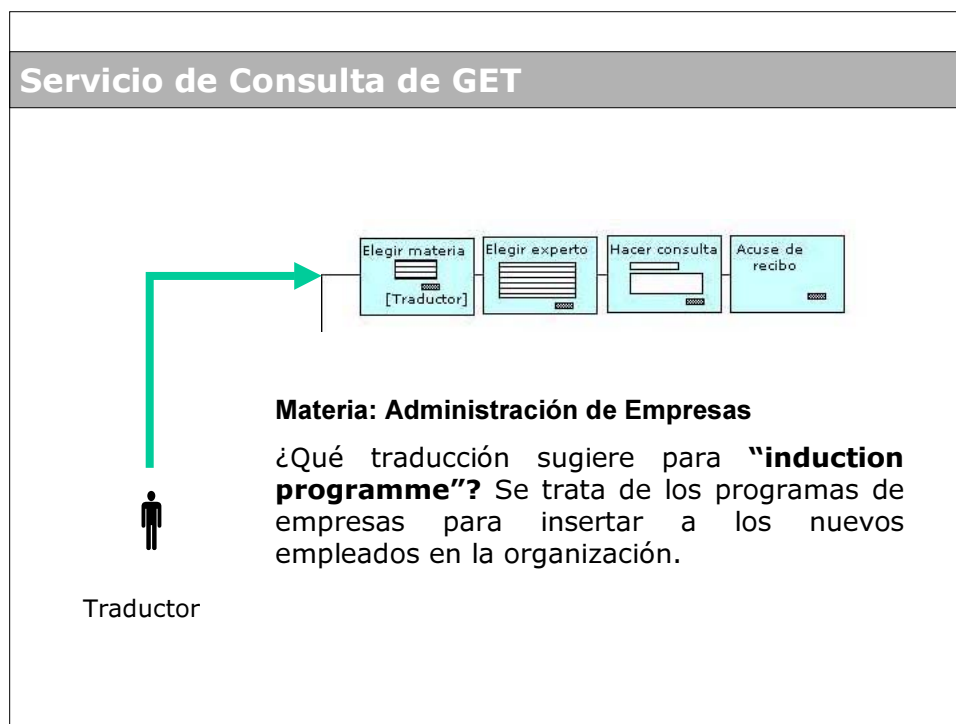 Servicio de Consulta de GET
Elegir materia
[Traductor]
Elegir experto
Hacer consulta
Acuse de
recibo
Materia: Administración de Empresas
¿Qué traducción sugiere para “induction
programme”? Se trata de los programas de
empresas para insertar a los nuevos
empleados en la organización.
Traductor